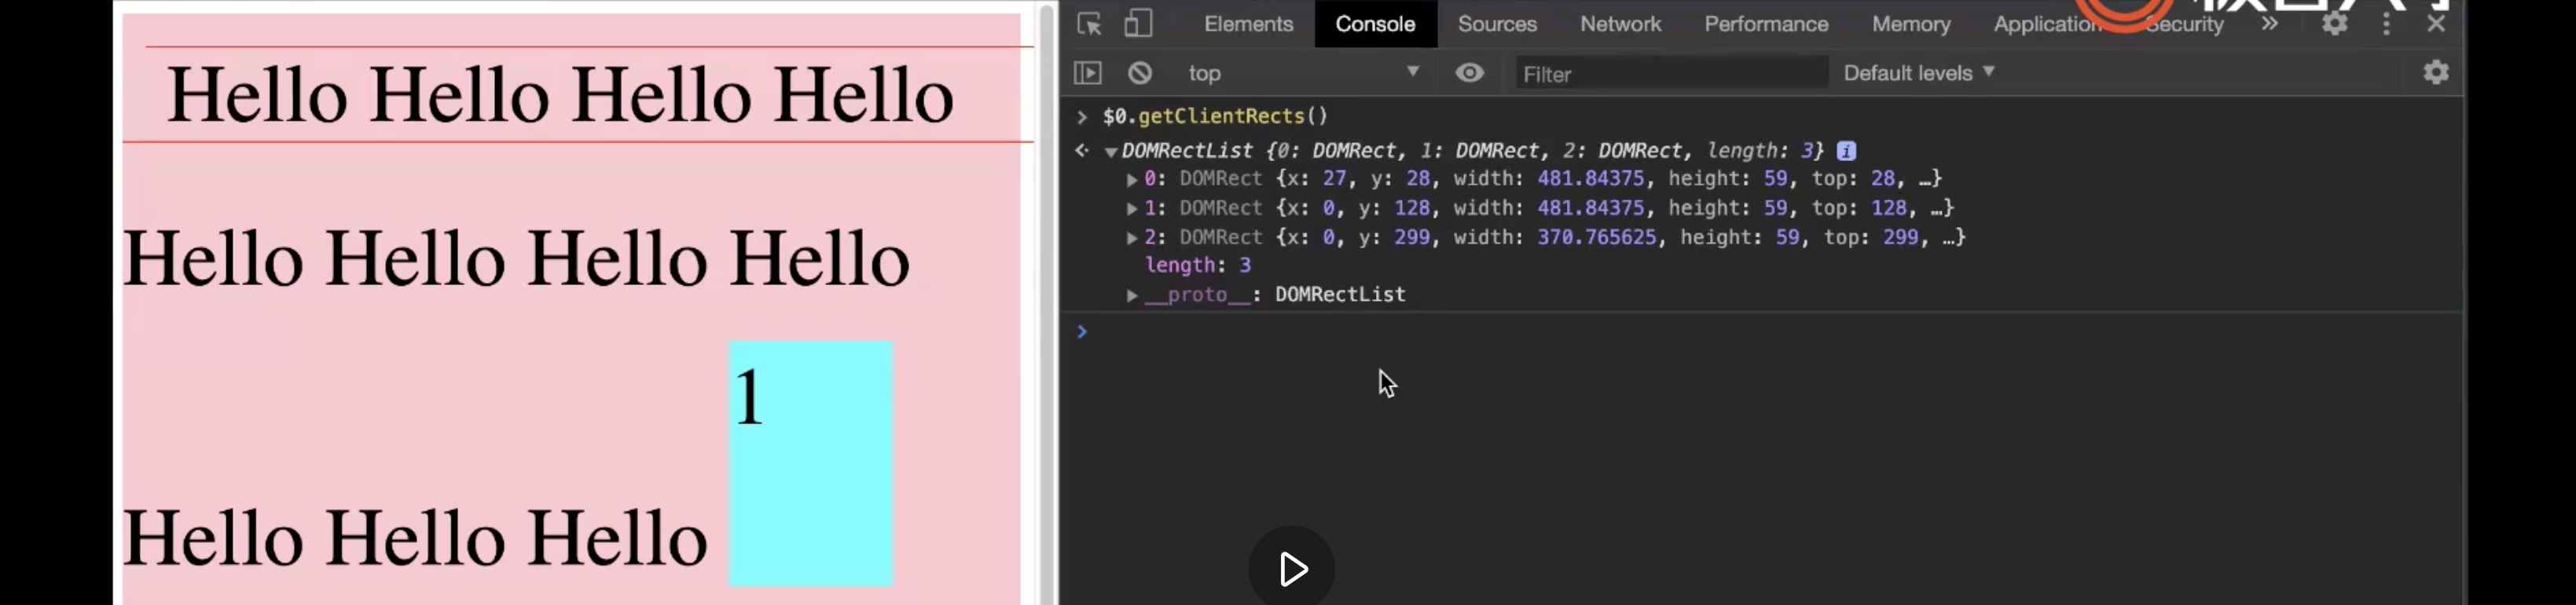 Hello Hello Hello Hello
Hello Hello Hello Hello
1
Hello Hello Hello
Elements Console Sources Network Performance Memory Application Security »
top Filter Default levels
> $0.getClientRects()
DOMRectList {0: DOMRect, 1: DOMRect, 2: DOMRect, length: 3} i
0: DOMRect {x: 27, y: 28, width: 481.84375, height: 59, top: 28, …}
1: DOMRect {x: 0, y: 128, width: 481.84375, height: 59, top: 128, …}
2: DOMRect {x: 0, y: 299, width: 370.765625, height: 59, top: 299, …}
length: 3
__proto__: DOMRectList
>